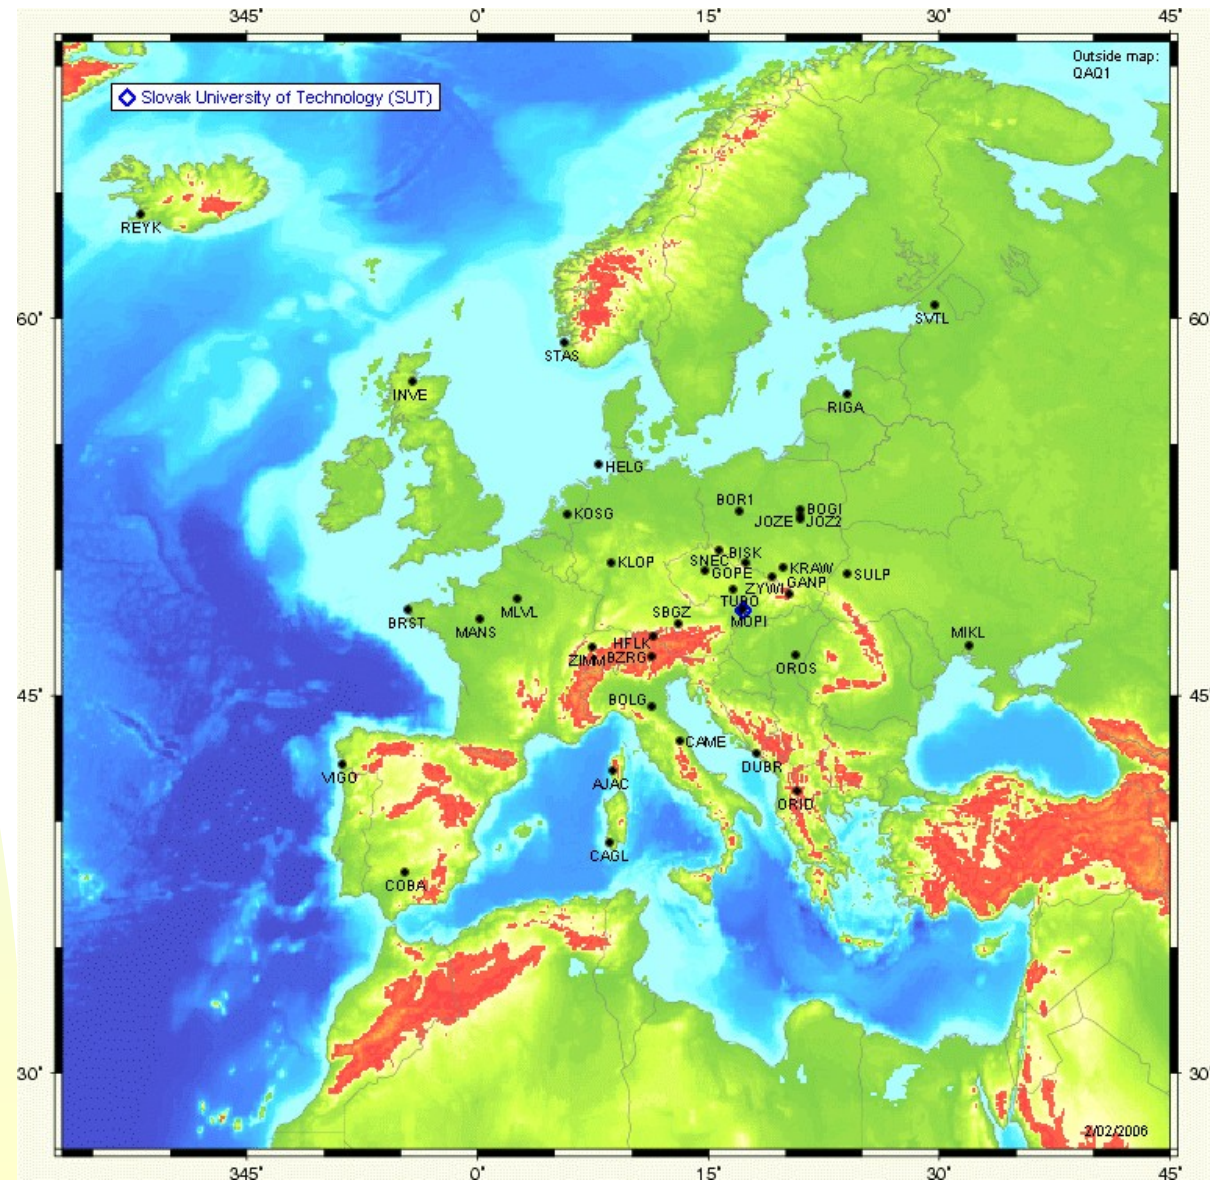 345° 0° 15° 30° 45°
Outside map:
QAQ1
Slovak University of Technology (SUT)
REYK
60° 60°
SVTL
STAS
INVE
RIGA
HELG
BOR1
BOGI
KOSG
JOZE JOZ2
BISK
SNEC
KLOP
KRAW
GOPE
SULP
ZYWI GANP
TUBO
MLVL
SBGZ
BRST
MOPI
MANS
MIKL
HFLK
ZIMM BZRG
OROS
45° 45°
BOLG
CAME
DUBR
VIGO
AJAC
ORID
CAGL
COBA
30° 30°
2/02/2006
345° 0° 15° 30° 45°